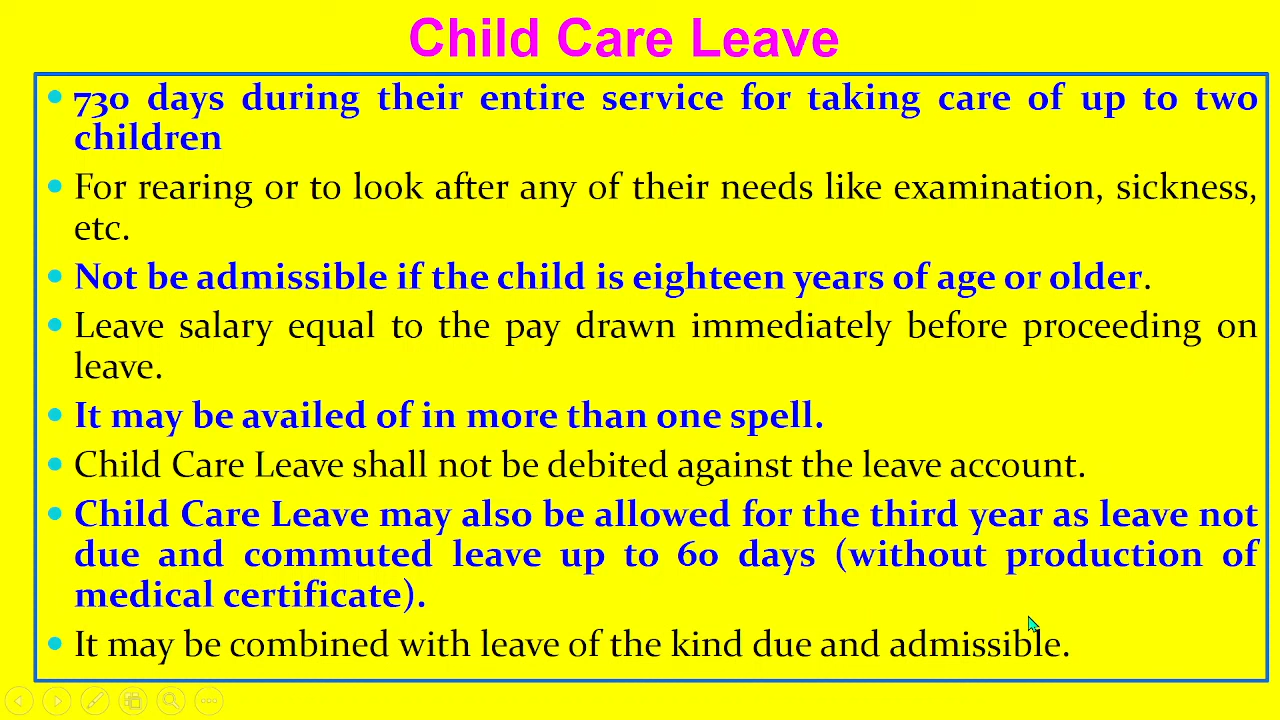 Child Care Leave
• 730 days during their entire service for taking care of up to two
children
• For rearing or to look after any of their needs like examination, sickness,
etc.
• Not be admissible if the child is eighteen years of age or older.
• Leave salary equal to the pay drawn immediately before proceeding on
leave.
• It may be availed of in more than one spell.
• Child Care Leave shall not be debited against the leave account.
• Child Care Leave may also be allowed for the third year as leave not
due and commuted leave up to 60 days (without production of
medical certificate).
• It may be combined with leave of the kind due and admissible.